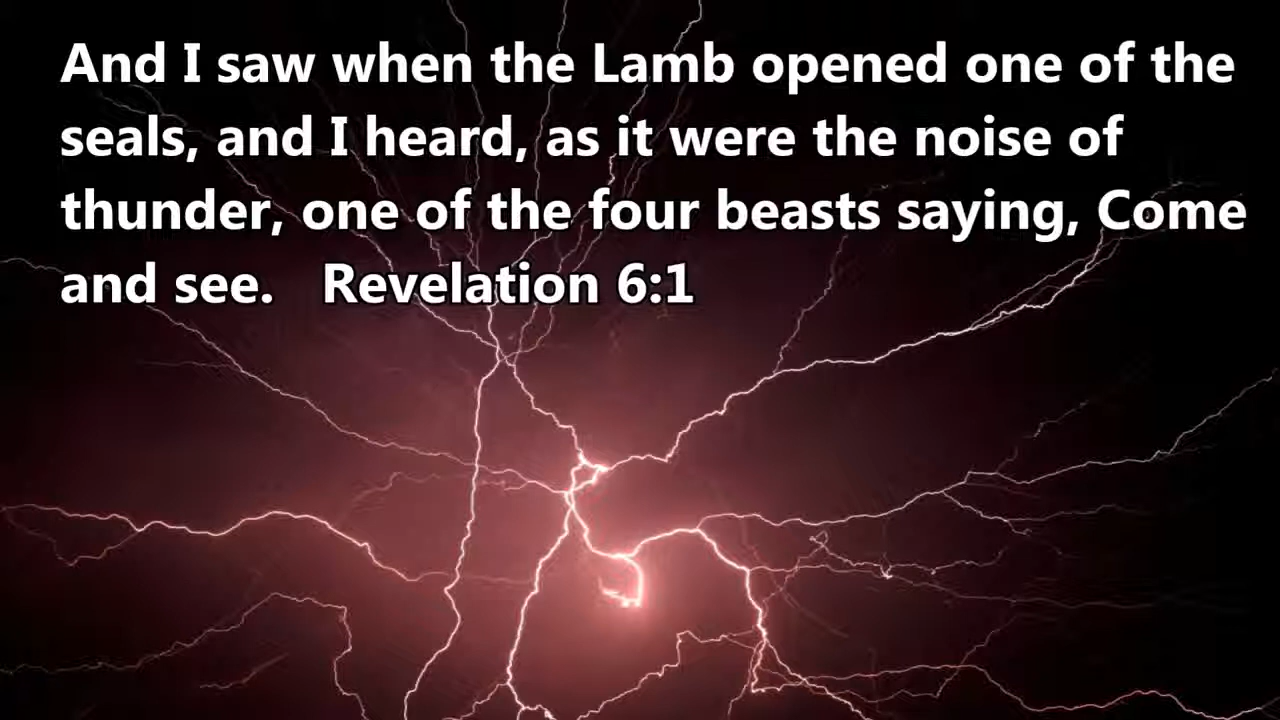 And I saw when the Lamb opened one of the
seals, and I heard, as it were the noise of
thunder, one of the four beasts saying, Come
and see. Revelation 6:1